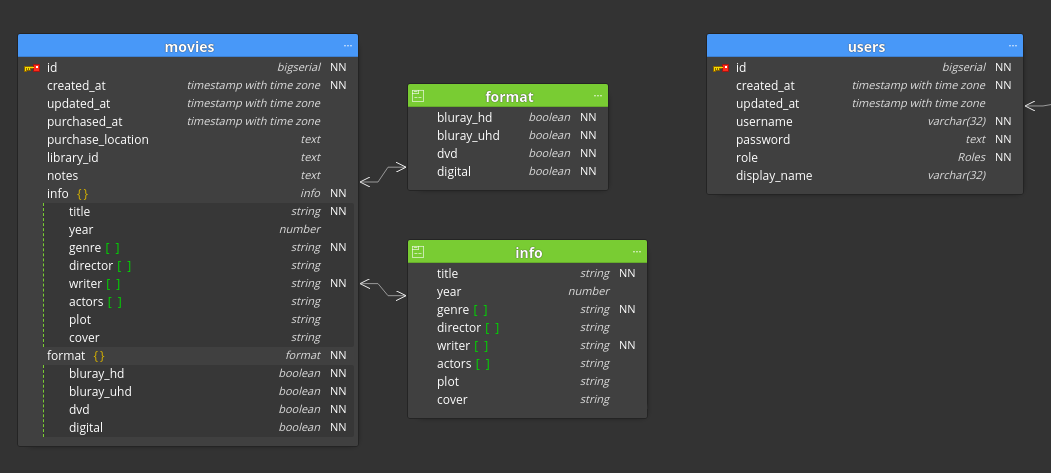 movies ...
id bigserial NN
created_at timestamp with time zone NN
updated_at timestamp with time zone
purchased_at timestamp with time zone
purchase_location text
library_id text
notes text
info {} info NN
title string NN
year number
genre [ ] string NN
director [ ] string
writer [ ] string NN
actors [ ] string
plot string
cover string
format {} format NN
bluray_hd boolean NN
bluray_uhd boolean NN
dvd boolean NN
digital boolean NN
format ...
bluray_hd boolean NN
bluray_uhd boolean NN
dvd boolean NN
digital boolean NN
info ...
title string NN
year number
genre [ ] string NN
director [ ] string
writer [ ] string NN
actors [ ] string
plot string
cover string
users ...
id bigserial NN
created_at timestamp with time zone NN
updated_at timestamp with time zone
username varchar(32) NN
password text NN
role Roles NN
display_name varchar(32)